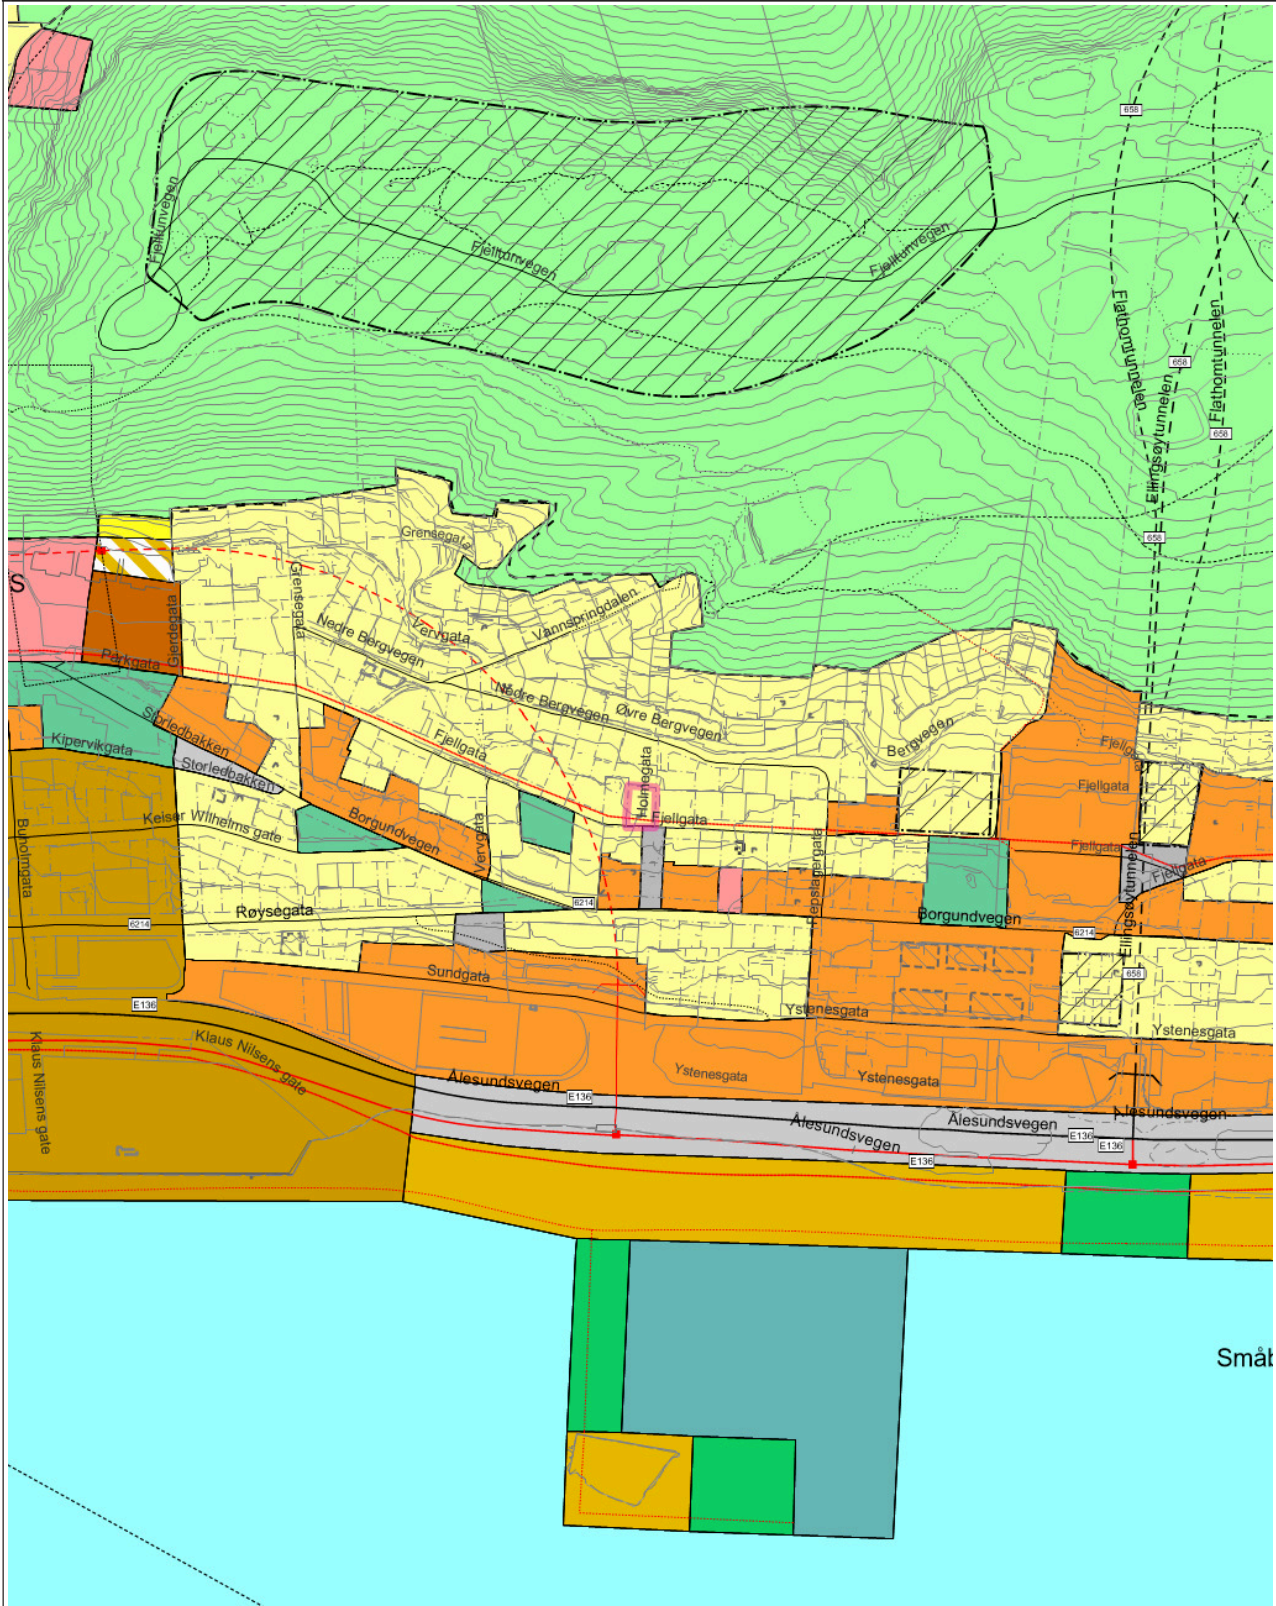 658
Fjelltunvegen
Fjelltunvegen
Fjelltunvegen
Flathomtunnelen
Ellingsøytunnelen
Flathomtunnelen
658
658
658
Grensegata
Grensegata
S
Vannspringdalen
Vervgata
Nedre Bergvegen
Gjerdegata
Parkgata
Nedre Bergvegen
Øvre Bergvegen
Bergvegen
Storledbakken
Kipervikgata
Fjellgata
Fjellgata
Storledbakken
Fjellgata
Holmegata
Keiser Wilhelms gate
Borgundvegen
Vervgata
Fjellgata
Buholmgata
Fjellgata
Fjellgata
Repslagergata
Ellingsøytunnelen
Røysegata
6214
6214
Borgundvegen
6214
Sundgata
658
E136
Ystenesgata
Ystenesgata
Klaus Nilsens gate
Klaus Nilsens gate
Ystenesgata
Ystenesgata
Ålesundsvegen
E136
Ålesundsvegen
Ålesundsvegen
Ålesundsvegen
E136
E136
E136
Småb